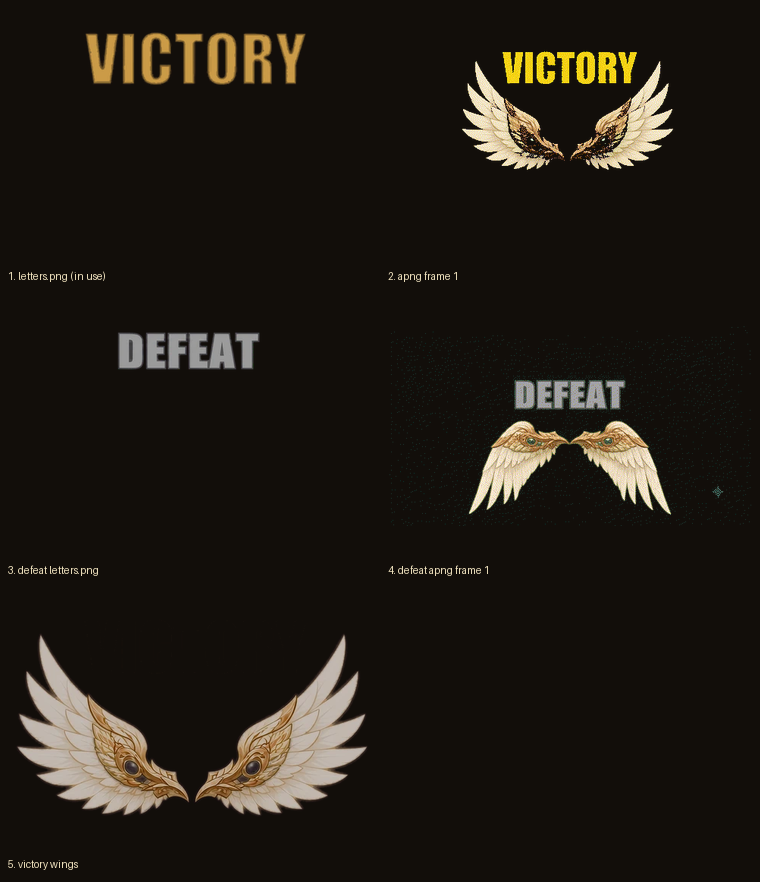 VICTORY
VICTORY
1. letters.png (in use)
2. apng frame 1
DEFEAT
DEFEAT
3. defeat letters.png
4. defeat apng frame 1
5. victory wings